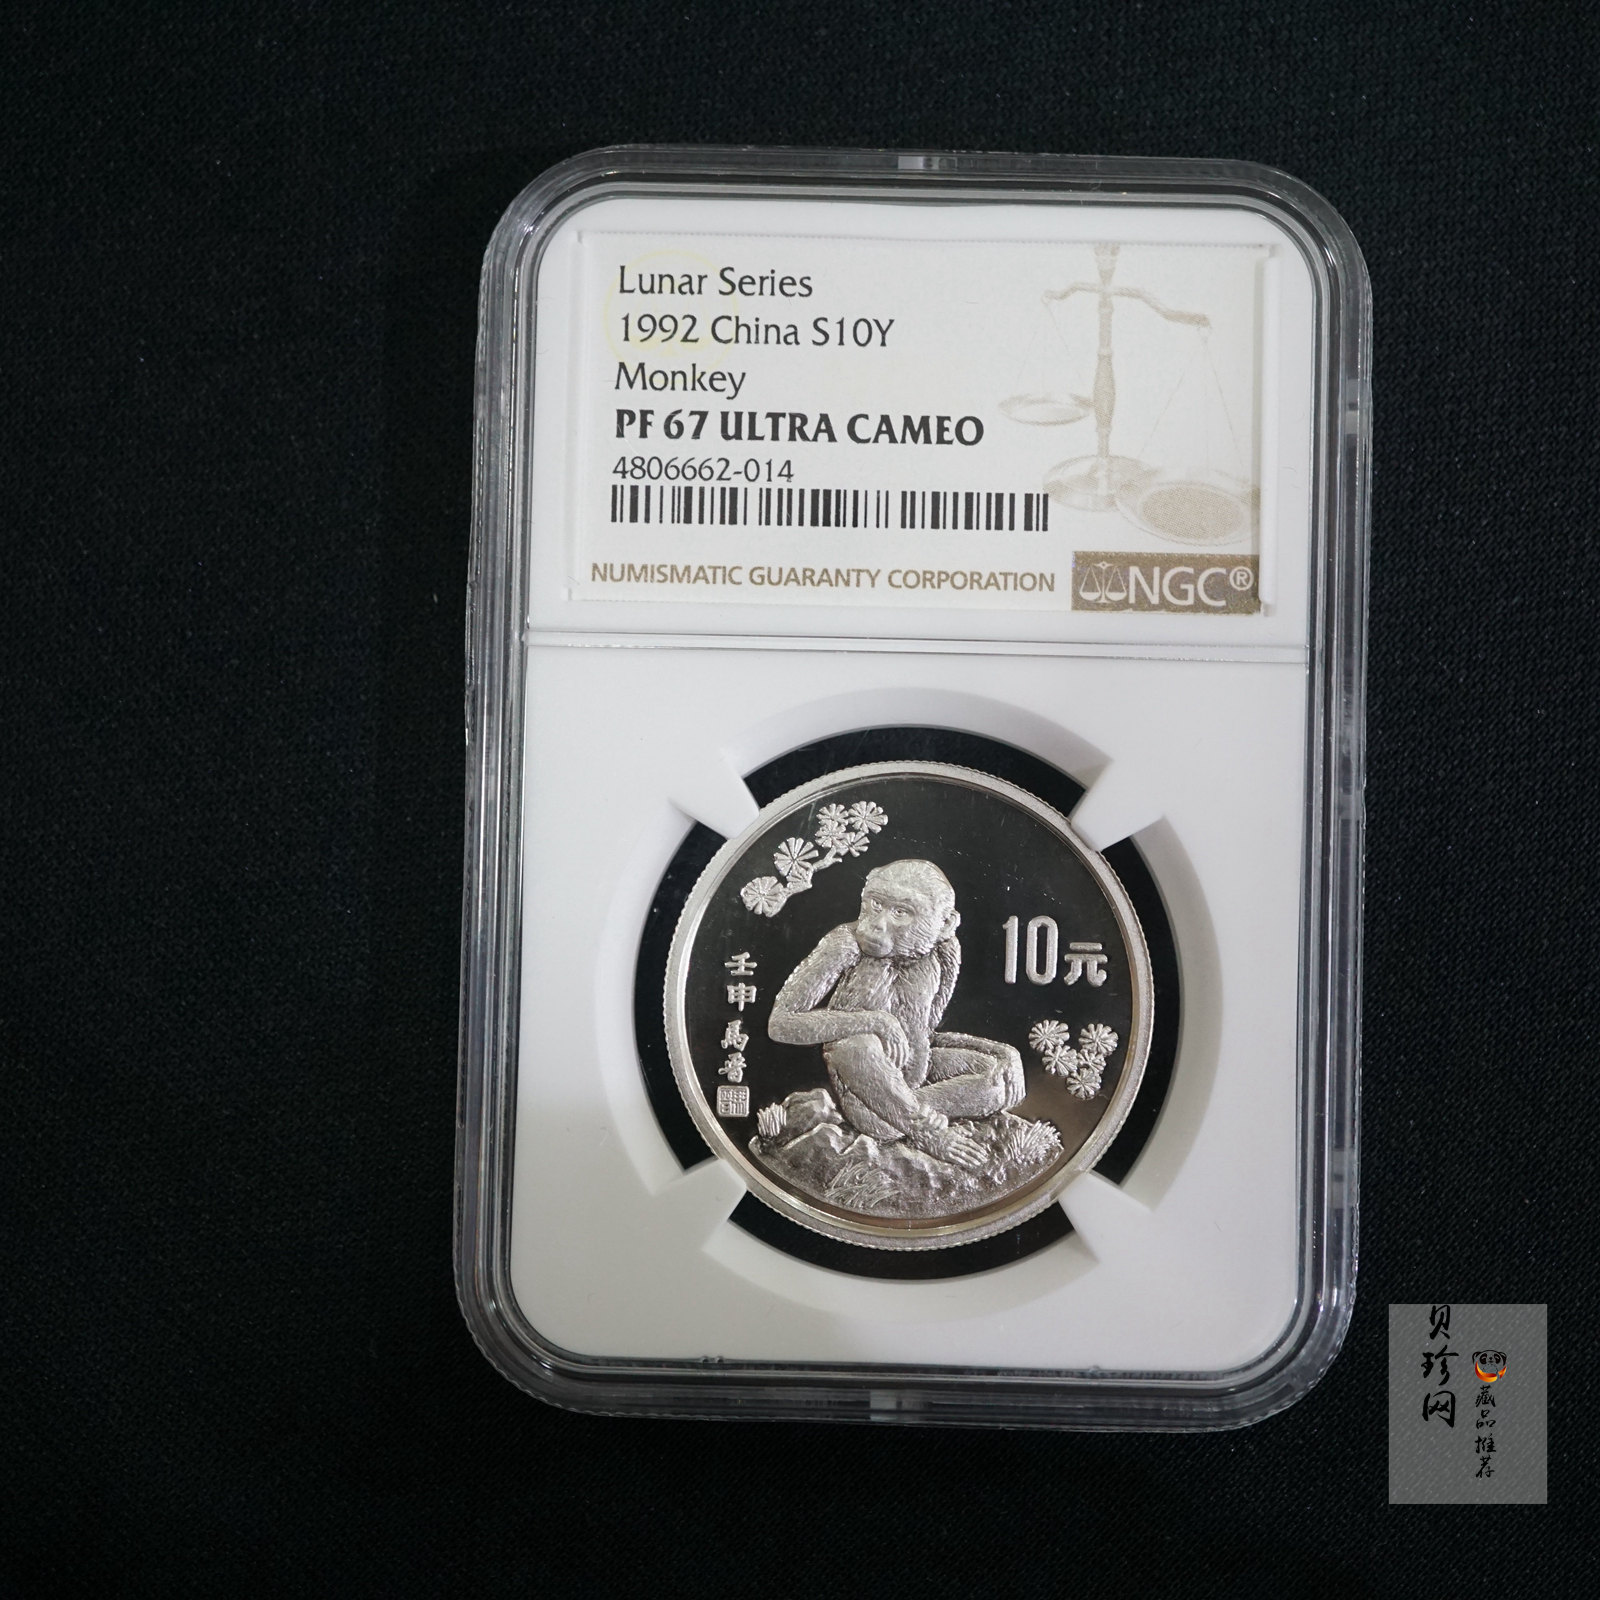 Lunar Series
1992 China S10Y
Monkey
PF 67 ULTRA CAMEO
4806662-014
NUMISMATIC GUARANTY CORPORATION
NGC®
10元
壬申
马晋
贝珍网
藏品推荐